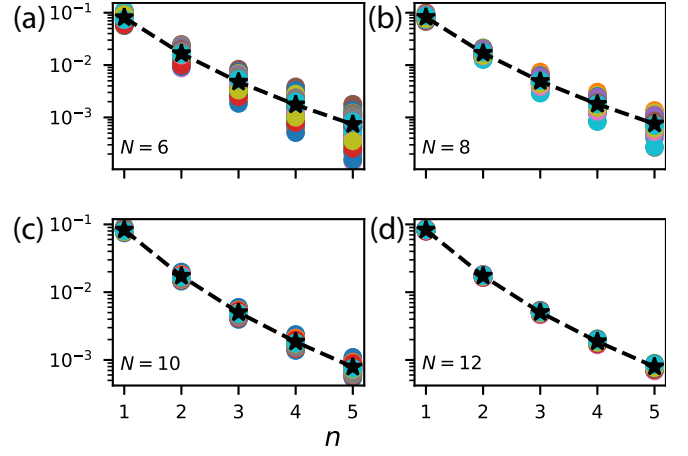 (a)
(b)
10⁻¹
10⁻²
10⁻³
N = 6
N = 8
(c)
(d)
10⁻¹
10⁻²
10⁻³
N = 10
N = 12
1 2 3 4 5
1 2 3 4 5
n